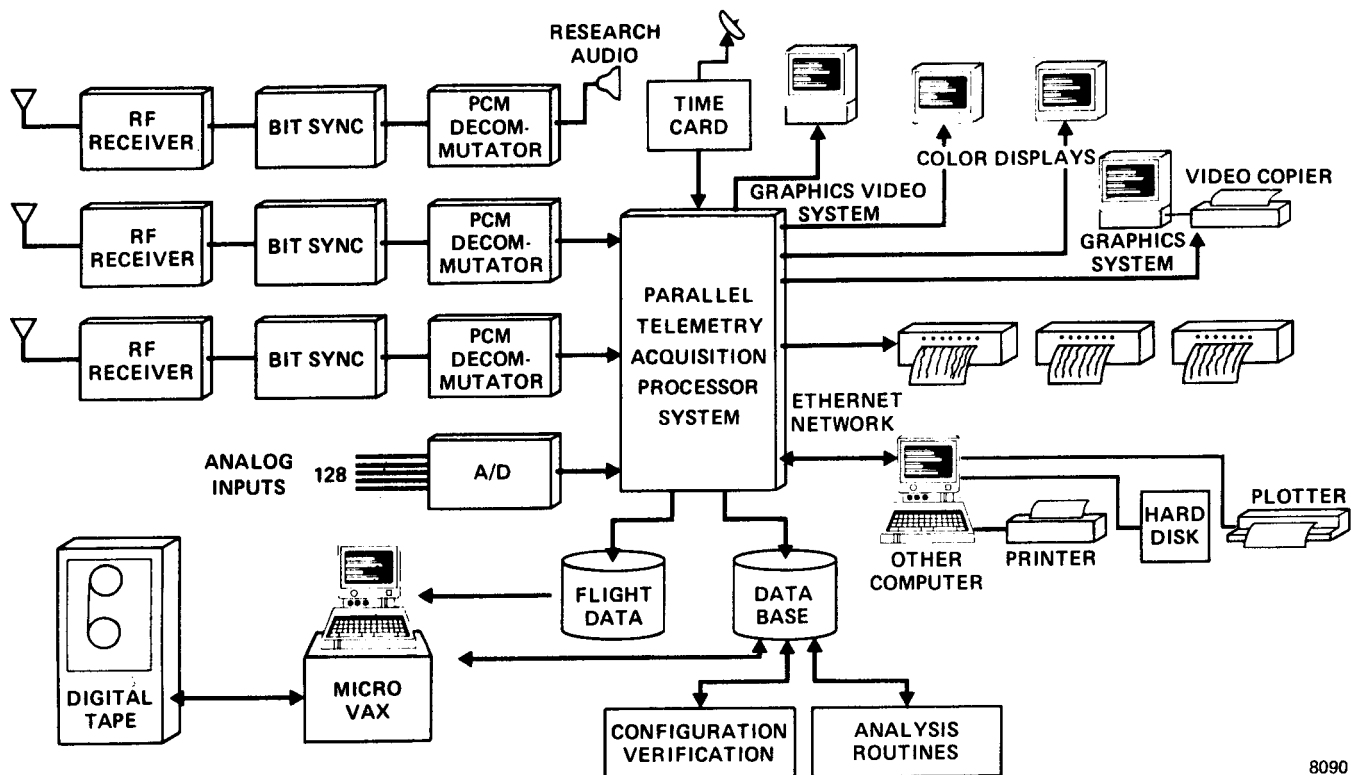 RESEARCH
AUDIO
RF
RECEIVER
BIT SYNC
PCM
DECOM-
MUTATOR
TIME
CARD
COLOR DISPLAYS
GRAPHICS VIDEO
SYSTEM
VIDEO COPIER
GRAPHICS
SYSTEM
RF
RECEIVER
BIT SYNC
PCM
DECOM-
MUTATOR
PARALLEL
TELEMETRY
ACQUISITION
PROCESSOR
SYSTEM
RF
RECEIVER
BIT SYNC
PCM
DECOM-
MUTATOR
ETHERNET
NETWORK
ANALOG
INPUTS
128
A/D
OTHER
COMPUTER
PRINTER
HARD
DISK
PLOTTER
FLIGHT
DATA
DATA
BASE
DIGITAL
TAPE
MICRO
VAX
CONFIGURATION
VERIFICATION
ANALYSIS
ROUTINES
8090